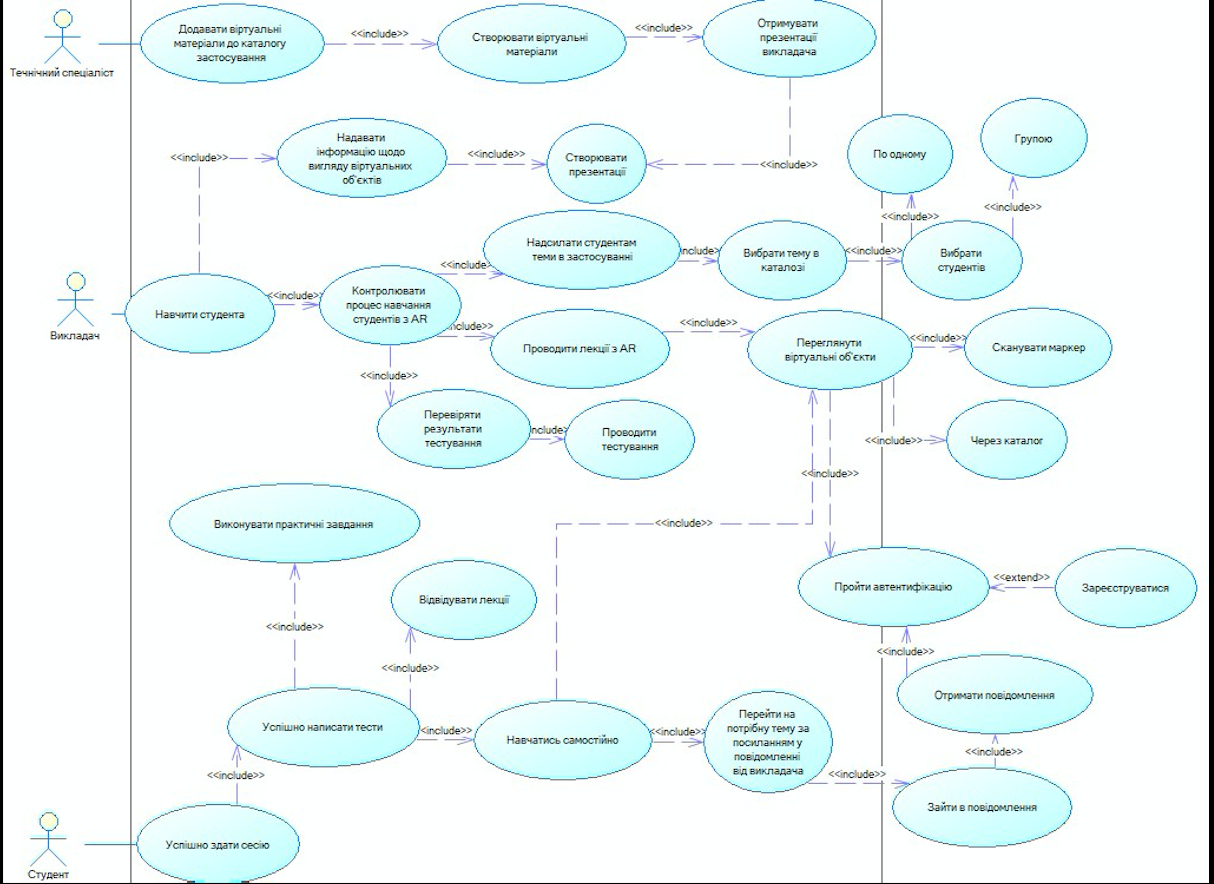 Додавати віртуальні
матеріали до каталогу
застосування
<<include>>
Створювати віртуальні
матеріали
<<include>>
Отримувати
презентації
викладача
Технічний спеціаліст
<<include>>
Надавати
інформацію щодо
вигляду віртуальних
об'єктів
<<include>>
Створювати
презентації
<<include>>
По одному
Групою
<<include>>
<<include>>
Надсилати студентам
теми в застосуванні
include>
Вибрати тему в
каталозі
<<include>>
Вибрати
студентів
<<include>
Викладач
Навчити студента
<<include>>
Контролювати
процес навчання
студентів з AR
include>>
Проводити лекції з AR
<<include>>
Переглянути
віртуальні об'єкти
<<include>>
Сканувати маркер
<<include>>
Перевіряти
результати
тестування
include>
Проводити
тестування
<<include>>
Через каталог
<<include>>
<<include>>
Виконувати практичні завдання
Відвідувати лекції
Пройти автентифікацію
<<extend>>
Зареєструватися
<<include>>
<<include>>
<<include>>
Отримати повідомлення
Успішно написати тести
<<include>>
Навчатись самостійно
<<include>>
Перейти на
потрібну тему за
посиланням у
повідомленні
від викладача
<<include>>
<<include>>
<<include>>
Зайти в повідомлення
Успішно здати сесію
Студент